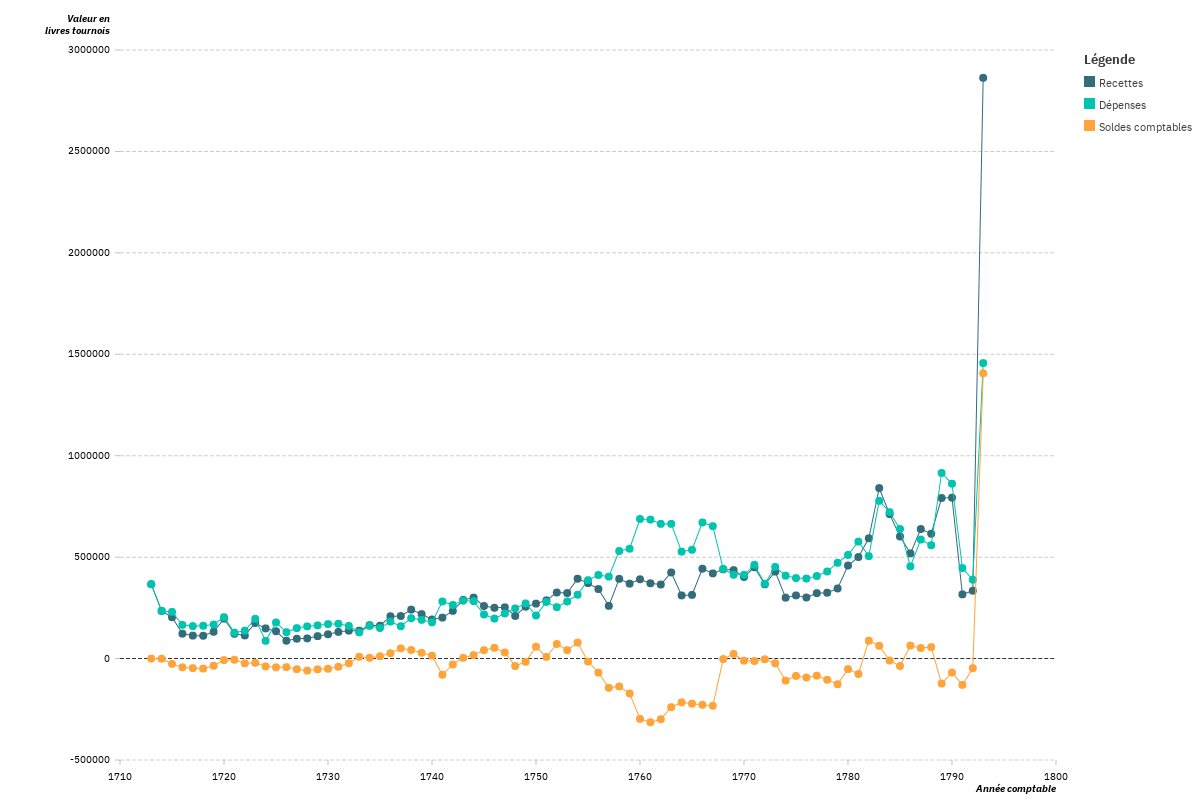 Valeur en
livres tournois
3000000
2500000
2000000
1500000
1000000
500000
0
-500000
1710 1720 1730 1740 1750 1760 1770 1780 1790 1800
Année comptable
Légende
Recettes
Dépenses
Soldes comptables